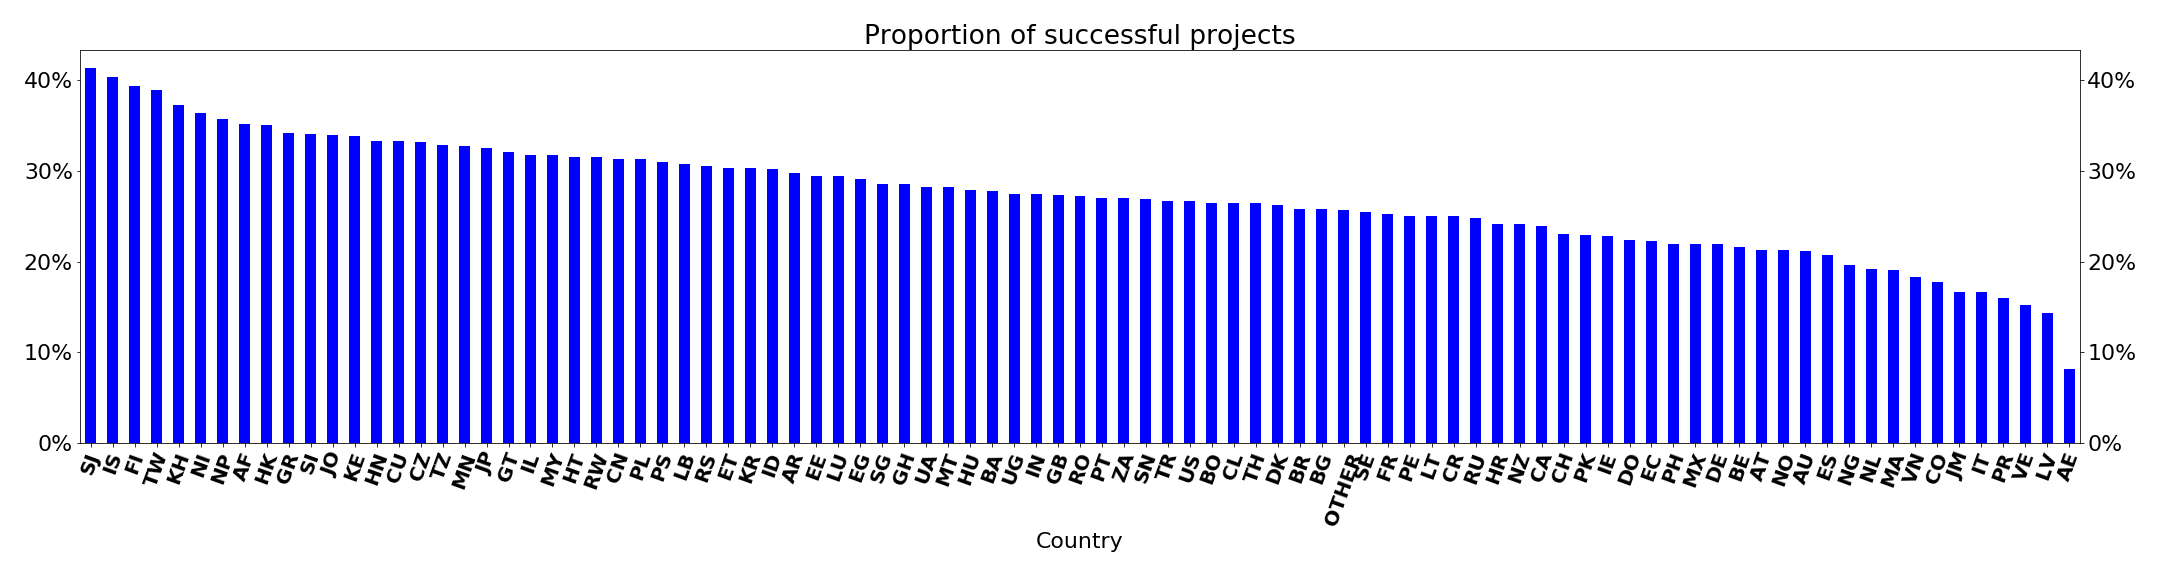 Proportion of successful projects
40% 40%
30% 30%
20% 20%
10% 10%
0% 0%
SJ IS FI TW KH NI NP AF HK GR SI JO KE HN CU CZ TZ MN JP GT IL MY HT RW CN PL PS LB RS ET KR ID AR EE LU EG SG GH UA MT HU BA UG IN GB RO PT ZA SN TR US BO CL TH DK BR BG OTHER SE FR PE LT CR RU HR NZ CA CH PK IE DO EC PH MX DE BE AT NO AU ES NG NL MA VN CO JM IT PR VE LV AE
Country